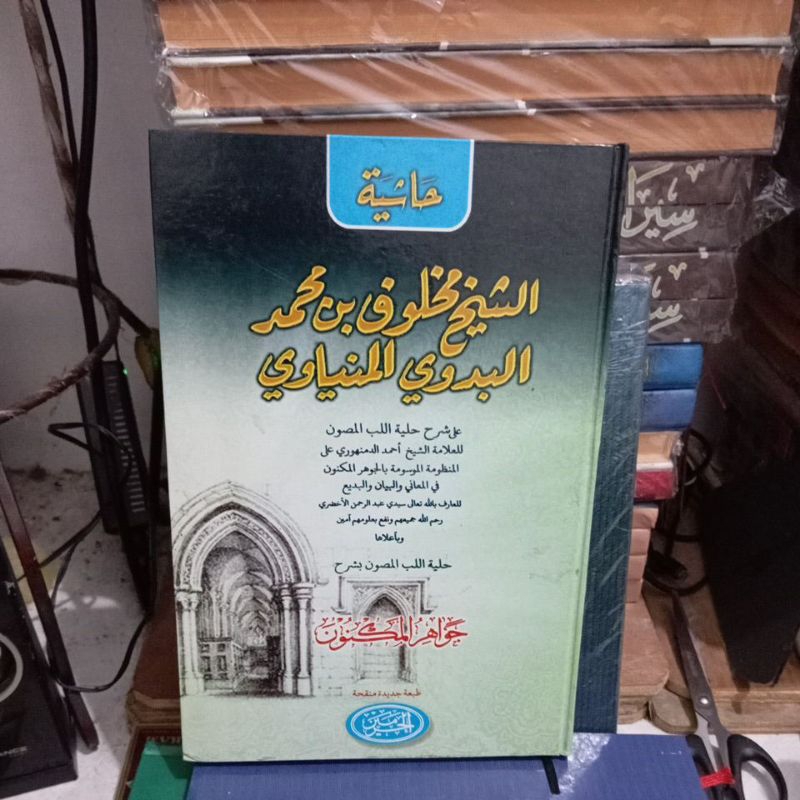 حاشية
الشيخ مخلوف بن محمد
البدوي المنياوي
على شرح حلية اللب المصون
للعلامة الشيخ أحمد الدمنهوري على
المنظومة الموسومة بالجوهر المكنون
في المعاني والبيان والبديع
للعارف بالله تعالى سيدي عبد الرحمن الأخضري
رحم الله جميعهم ونفع بعلومهم آمين
وبأعلاها
حلية اللب المصون بشرح
جواهر المكنون
طبعة جديدة منقحة
الحرمين